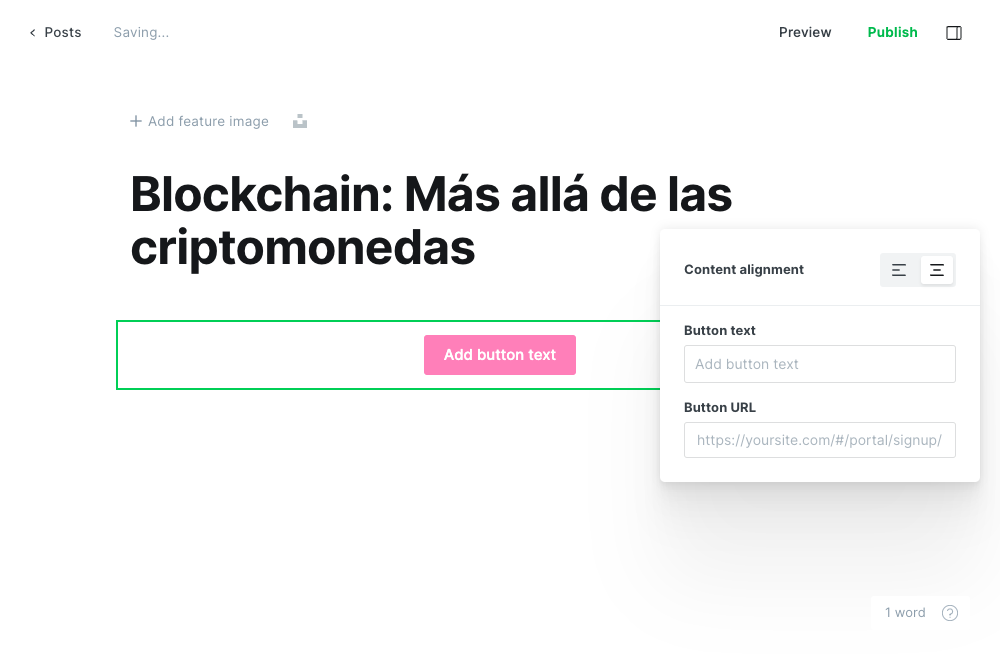 Posts
Saving...
Preview
Publish
Add feature image
Blockchain: Más allá de las
criptomonedas
Add button text
Content alignment
Button text
Add button text
Button URL
https://yoursite.com/#/portal/signup/
1 word